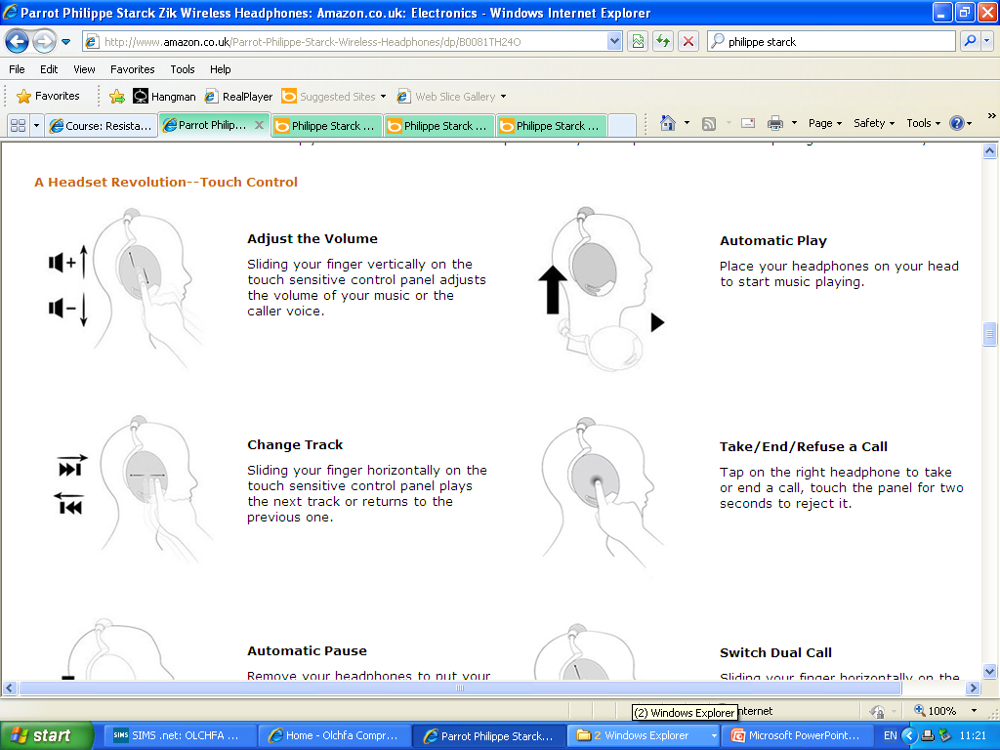 Parrot Philippe Starck Zik Wireless Headphones: Amazon.co.uk: Electronics - Windows Internet Explorer
http://www.amazon.co.uk/Parrot-Philippe-Starck-Wireless-Headphones/dp/B0081TH24O
philippe starck
File Edit View Favorites Tools Help
Favorites Hangman RealPlayer Suggested Sites Web Slice Gallery
Course: Resista... Parrot Philip... Philippe Starck ... Philippe Starck ... Philippe Starck ... Page Safety Tools
A Headset Revolution--Touch Control
Adjust the Volume
Sliding your finger vertically on the
touch sensitive control panel adjusts
the volume of your music or the
caller voice.
Automatic Play
Place your headphones on your head
to start music playing.
Change Track
Sliding your finger horizontally on the
touch sensitive control panel plays
the next track or returns to the
previous one.
Take/End/Refuse a Call
Tap on the right headphone to take
or end a call, touch the panel for two
seconds to reject it.
Automatic Pause
Remove your headphones to put your
Switch Dual Call
Sliding your finger horizontally on the
(2) Windows Explorer
100%
start SIMS .net: OLCHFA ... Home - Olchfa Compr... Parrot Philippe Starck... 2 Windows Explorer Microsoft PowerPoint... EN 11:21